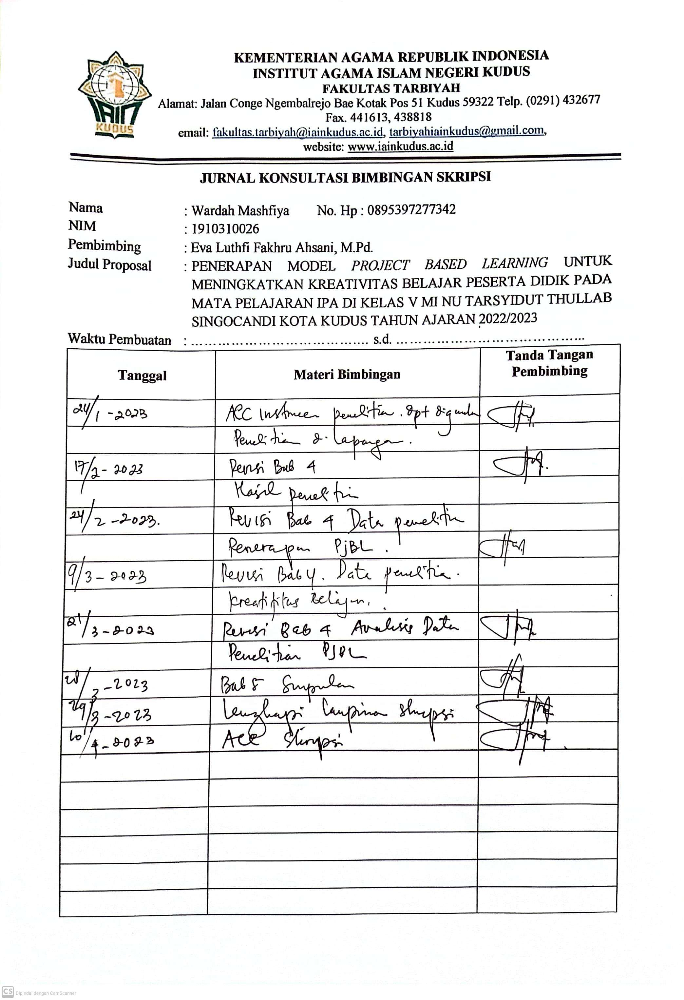 KEMENTERIAN AGAMA REPUBLIK INDONESIA
INSTITUT AGAMA ISLAM NEGERI KUDUS
FAKULTAS TARBIYAH
Alamat: Jalan Conge Ngembalrejo Bae Kotak Pos 51 Kudus 59322 Telp. (0291) 432677
Fax. 441613, 438818
email: fakultas.tarbiyah@iainkudus.ac.id, tarbiyahiainkudus@gmail.com,
website: www.iainkudus.ac.id
IAIN
KUDUS
JURNAL KONSULTASI BIMBINGAN SKRIPSI
Nama : Wardah Mashfiya No. Hp : 0895397277342
NIM : 1910310026
Pembimbing : Eva Luthfi Fakhru Ahsani, M.Pd.
Judul Proposal : PENERAPAN MODEL PROJECT BASED LEARNING UNTUK
MENINGKATKAN KREATIVITAS BELAJAR PESERTA DIDIK PADA
MATA PELAJARAN IPA DI KELAS V MI NU TARSYIDUT THULLAB
SINGOCANDI KOTA KUDUS TAHUN AJARAN 2022/2023
Waktu Pembuatan : ........................................ s.d. ..........................................
Tanggal Materi Bimbingan Tanda Tangan Pembimbing
24/1-2023 ACC Instrumen penelitian. dpt digunakan
Penelitian di lapangan.
17/2-2023 Revisi Bab 4
Hasil penelitian
24/2-2023. Revisi Bab 4 Data penelitian
Penerapan PjBL.
9/3-2023 Revisi Bab 4. Data penelitian.
Kreatifitas Belajar.
21/3-2023 Revisi Bab 4 Analisis Data
Penelitian PJBL
28/3-2023 Bab 5 Simpulan
29/3-2023 Lengkapi Lampiran Skripsi
10/4-2023 Acc Skripsi
CS Dipindai dengan CamScanner